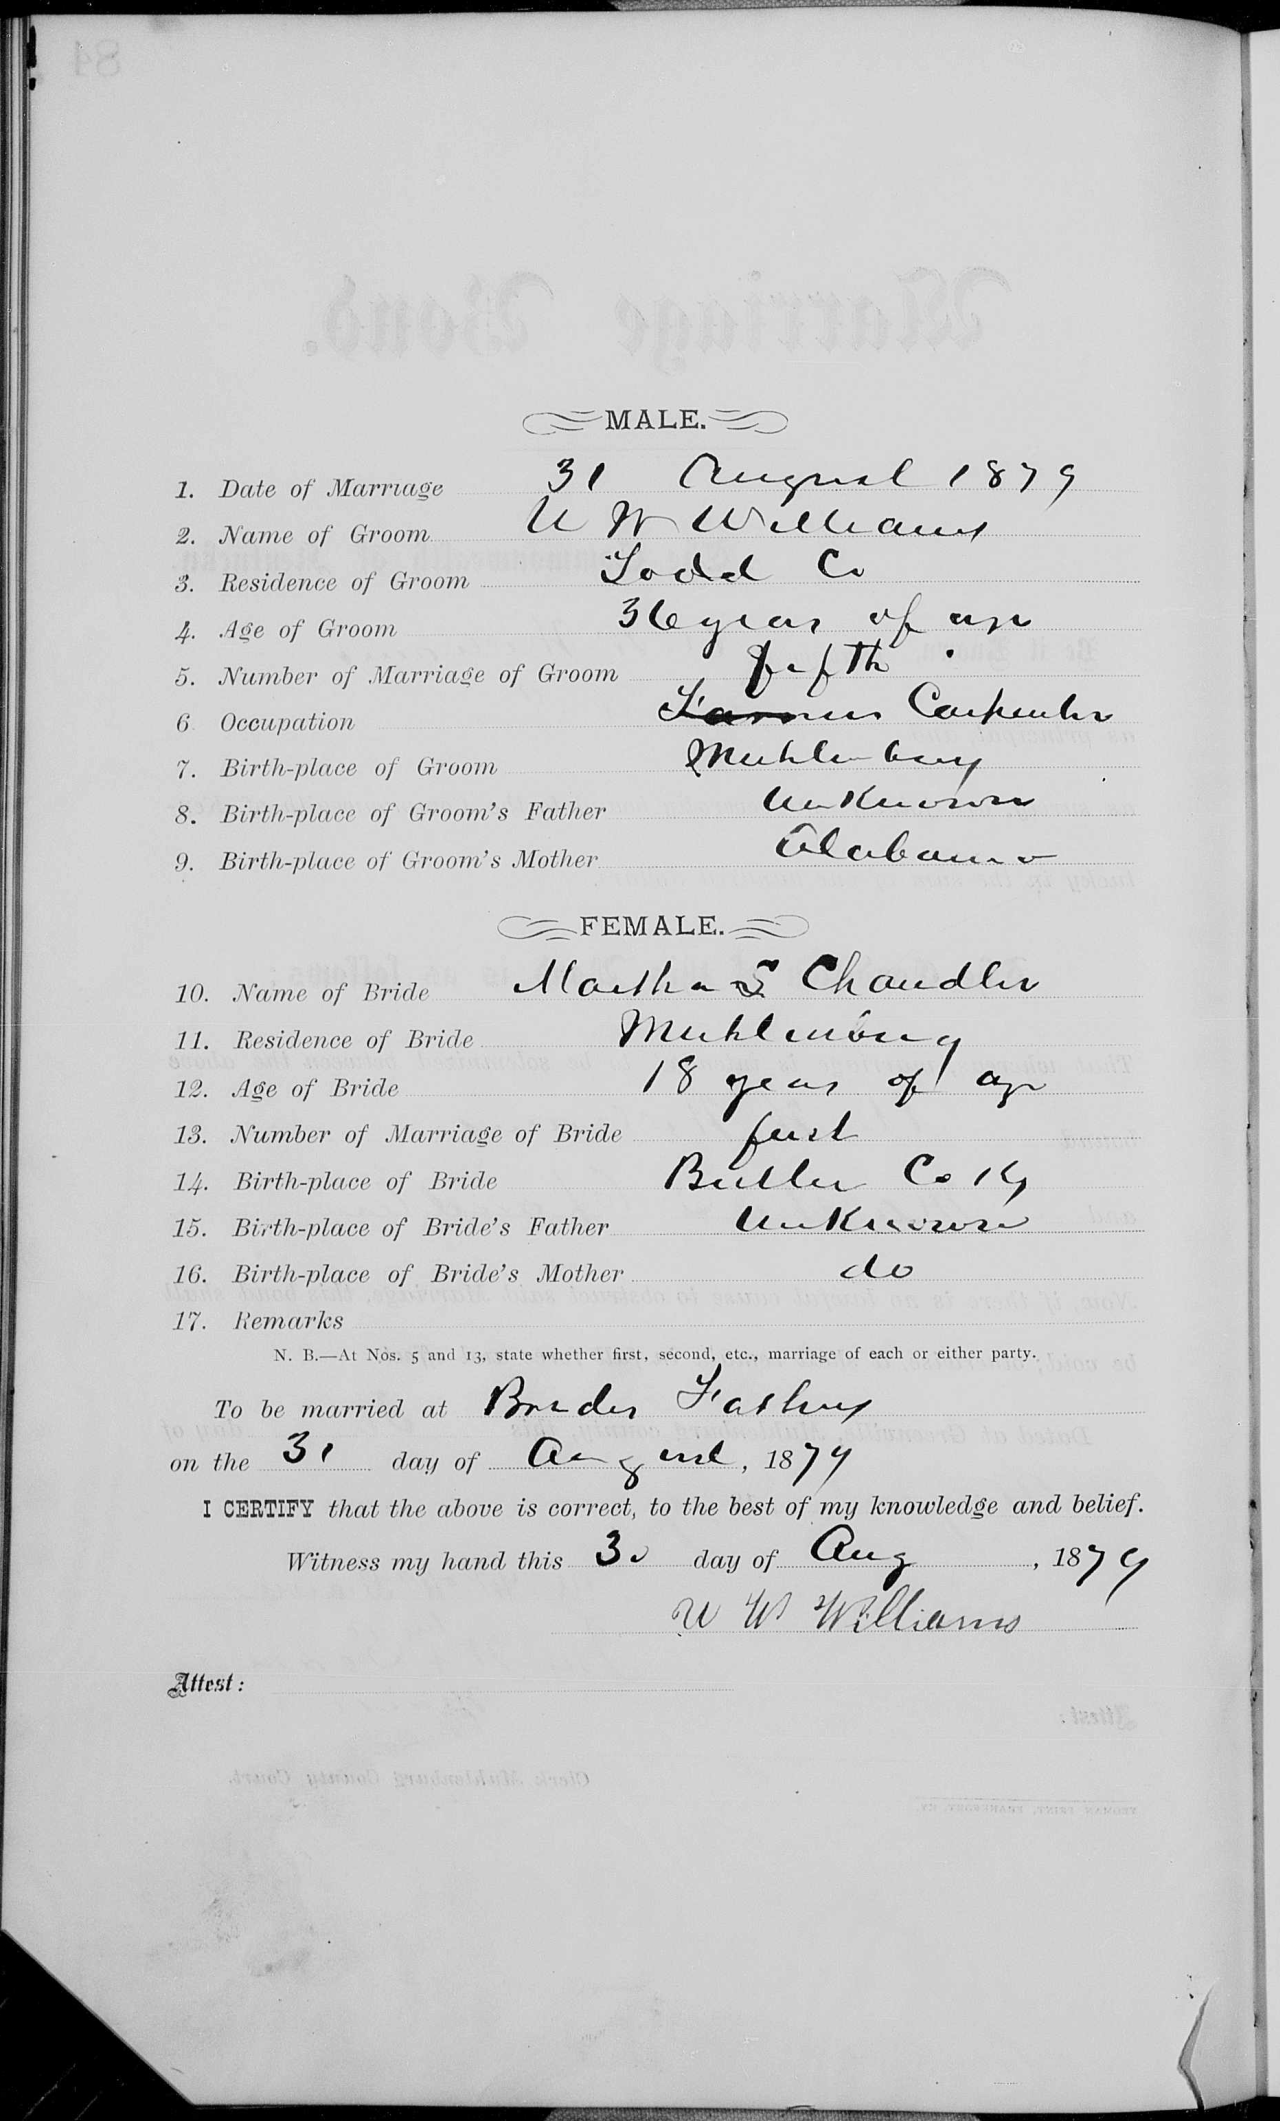 MALE.
1. Date of Marriage 31 August 1879
2. Name of Groom U W Williams
3. Residence of Groom Todd Co
4. Age of Groom 36 years of age
5. Number of Marriage of Groom fifth
6 Occupation Farmer Carpenter
7. Birth-place of Groom Muhlenburg
8. Birth-place of Groom's Father Unknown
9. Birth-place of Groom's Mother Alabama
FEMALE.
10. Name of Bride Martha S Chandler
11. Residence of Bride Muhlenburg
12. Age of Bride 18 years of age
13. Number of Marriage of Bride first
14. Birth-place of Bride Butler Co Ky
15. Birth-place of Bride's Father Unknown
16. Birth-place of Bride's Mother do
17. Remarks
N. B.—At Nos. 5 and 13, state whether first, second, etc., marriage of each or either party.
To be married at Brides Fathers
on the 31 day of August, 1879
I CERTIFY that the above is correct, to the best of my knowledge and belief.
Witness my hand this 30 day of Aug, 1879
U W Williams
Attest: